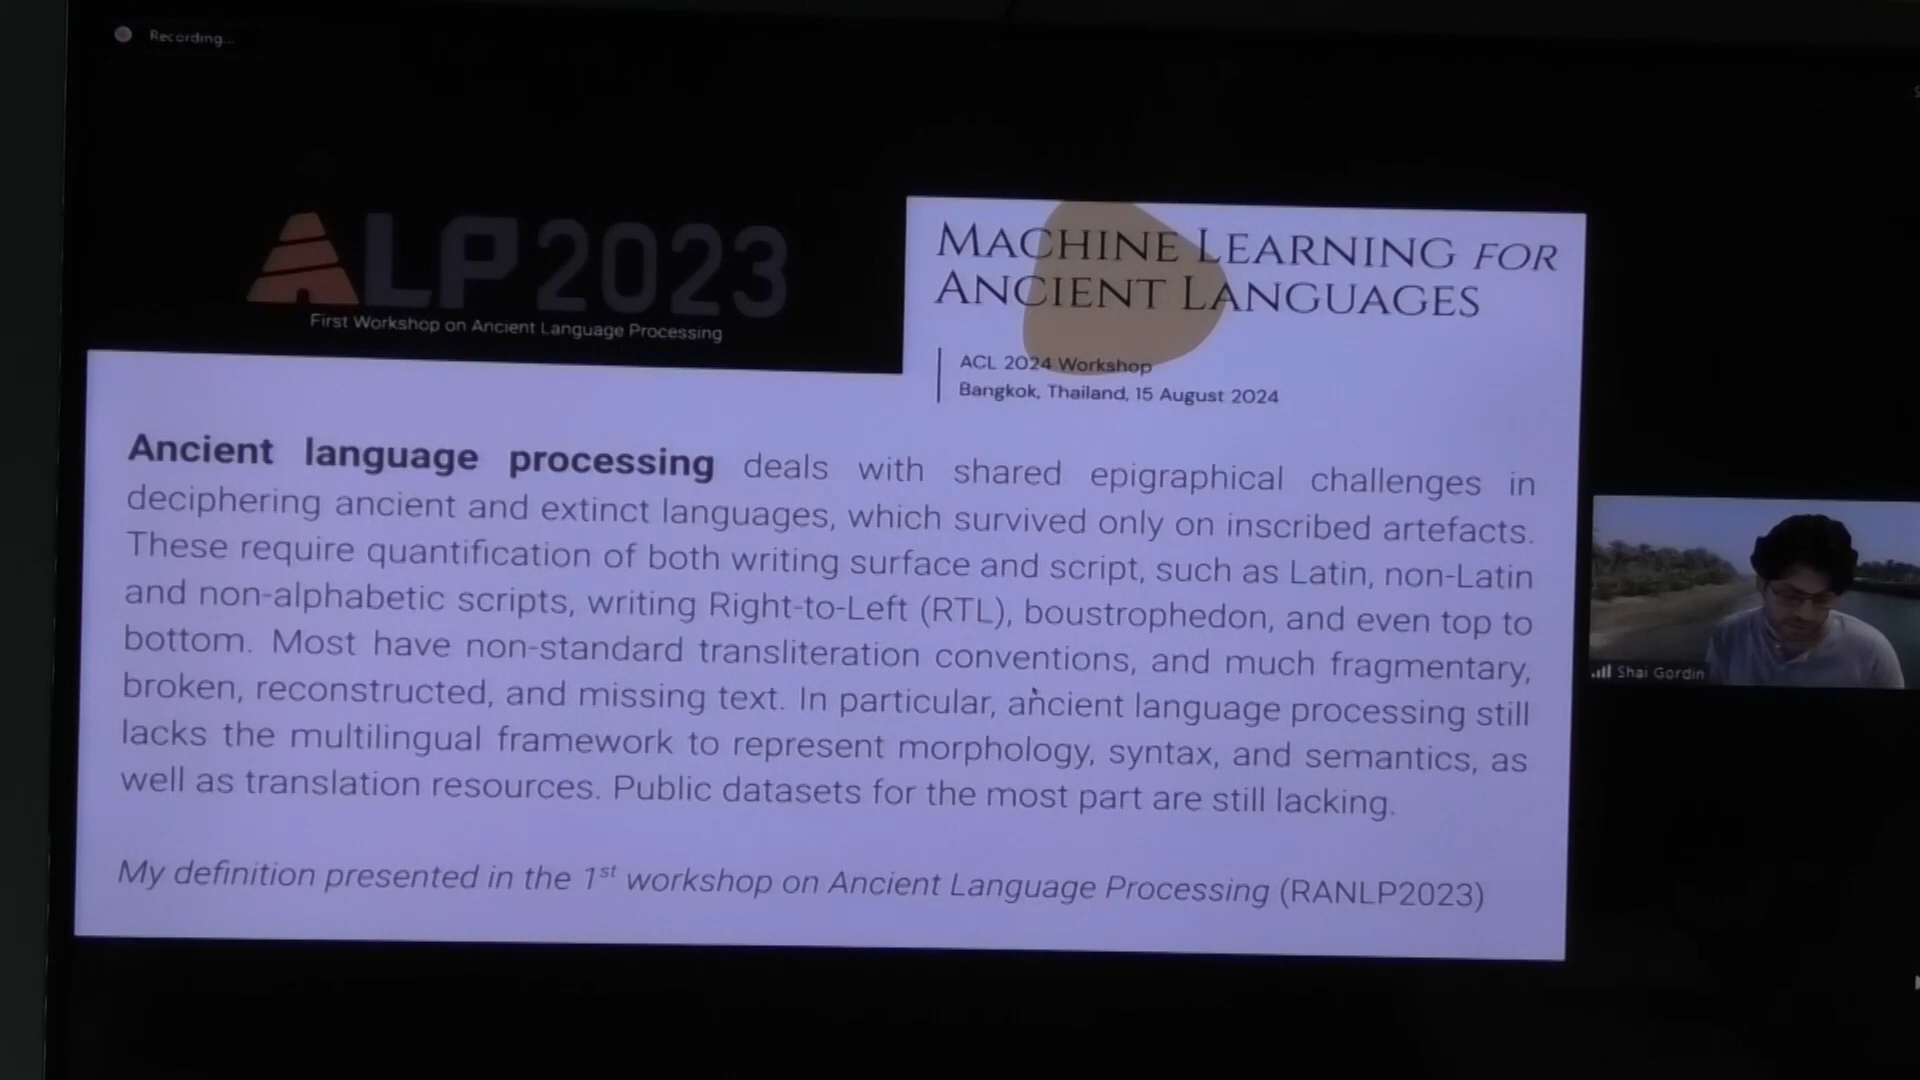 Recording...
ALP 2023
First Workshop on Ancient Language Processing
MACHINE LEARNING FOR
ANCIENT LANGUAGES
ACL 2024 Workshop
Bangkok, Thailand, 15 August 2024
Ancient language processing deals with shared epigraphical challenges in
deciphering ancient and extinct languages, which survived only on inscribed artefacts.
These require quantification of both writing surface and script, such as Latin, non-Latin
and non-alphabetic scripts, writing Right-to-Left (RTL), boustrophedon, and even top to
bottom. Most have non-standard transliteration conventions, and much fragmentary,
broken, reconstructed, and missing text. In particular, ancient language processing still
lacks the multilingual framework to represent morphology, syntax, and semantics, as
well as translation resources. Public datasets for the most part are still lacking.
My definition presented in the 1st workshop on Ancient Language Processing (RANLP2023)
Shai Gordin